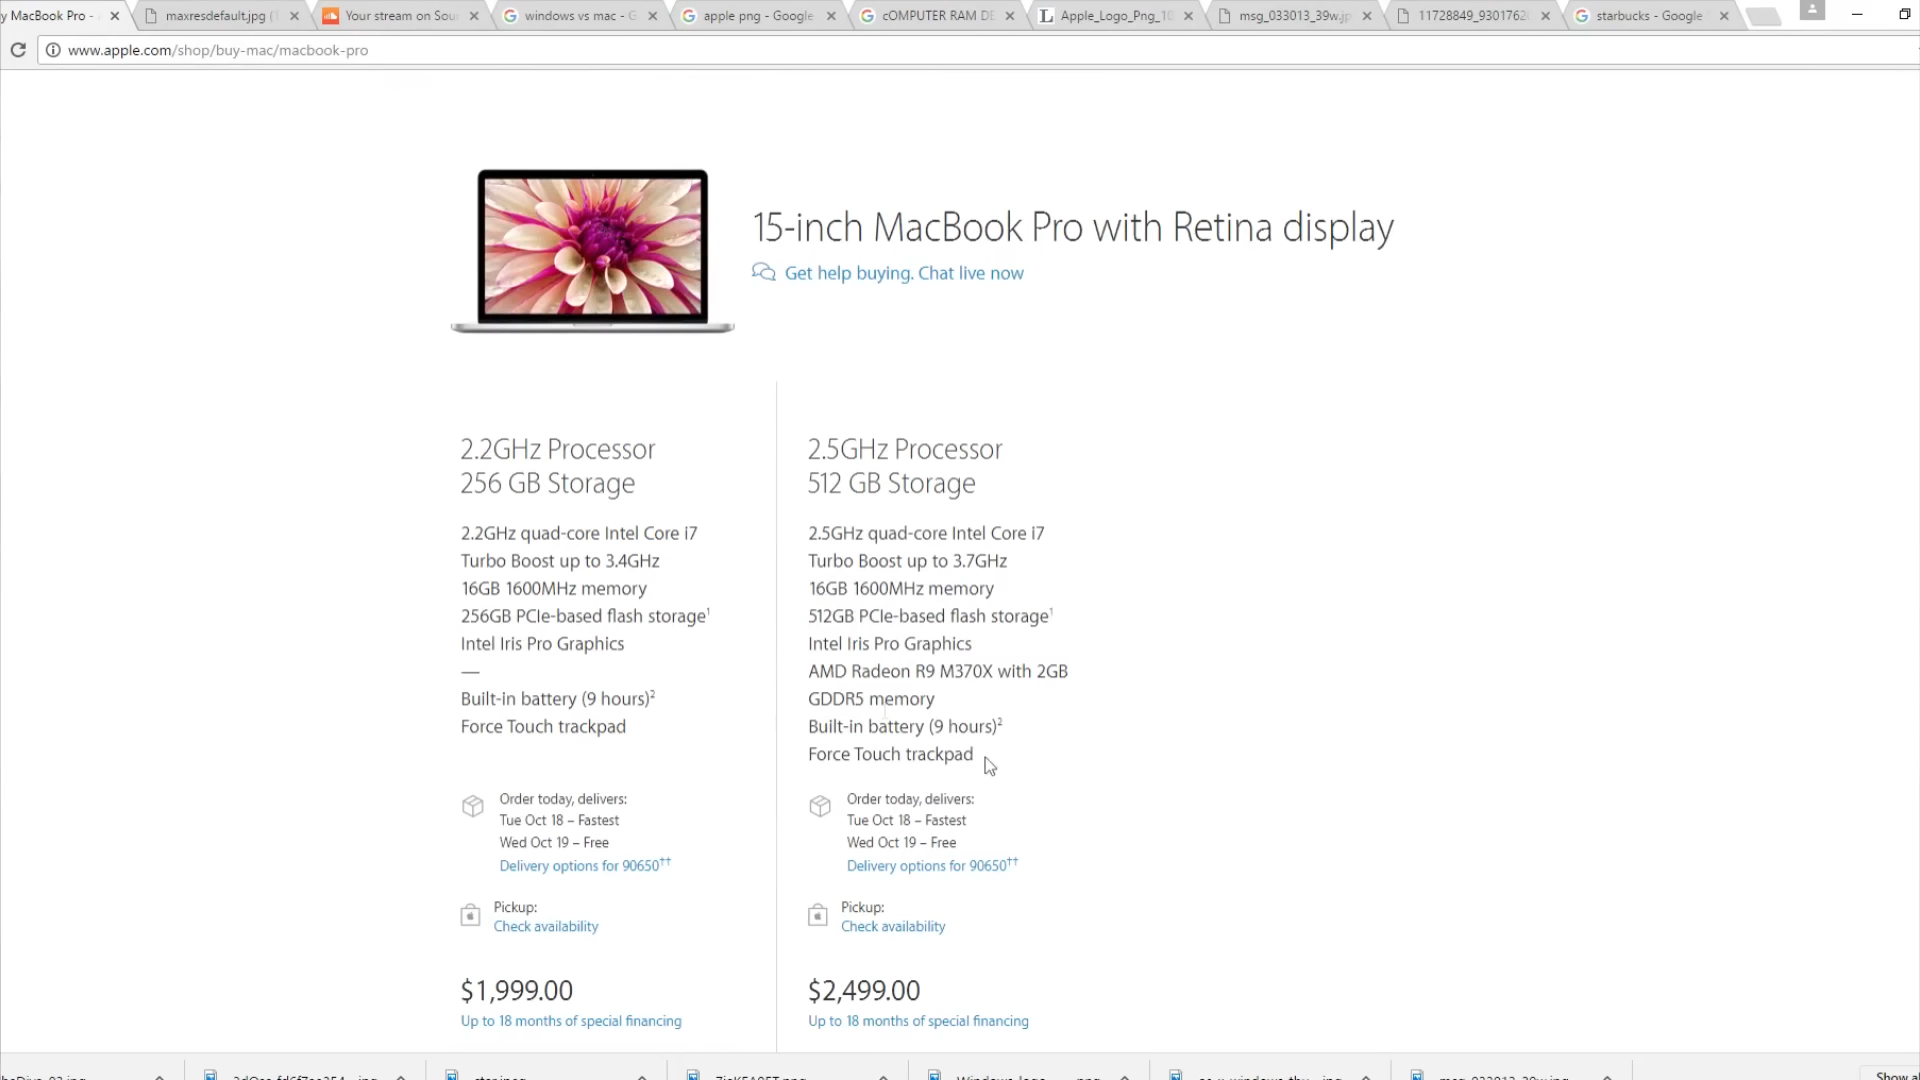 y MacBook Pro -
maxresdefault.jpg (
Your stream on Sou
windows vs mac - G
apple png - Google
cOMPUTER RAM DE
Apple_Logo_Png_10
msg_033013_39w.jp
11728849_9301762
starbucks - Google
www.apple.com/shop/buy-mac/macbook-pro
15-inch MacBook Pro with Retina display
Get help buying. Chat live now
2.2GHz Processor
256 GB Storage
2.2GHz quad-core Intel Core i7
Turbo Boost up to 3.4GHz
16GB 1600MHz memory
256GB PCIe-based flash storage¹
Intel Iris Pro Graphics
—
Built-in battery (9 hours)²
Force Touch trackpad
Order today, delivers:
Tue Oct 18 – Fastest
Wed Oct 19 – Free
Delivery options for 90650††
Pickup:
Check availability
$1,999.00
Up to 18 months of special financing
2.5GHz Processor
512 GB Storage
2.5GHz quad-core Intel Core i7
Turbo Boost up to 3.7GHz
16GB 1600MHz memory
512GB PCIe-based flash storage¹
Intel Iris Pro Graphics
AMD Radeon R9 M370X with 2GB
GDDR5 memory
Built-in battery (9 hours)²
Force Touch trackpad
Order today, delivers:
Tue Oct 18 – Fastest
Wed Oct 19 – Free
Delivery options for 90650††
Pickup:
Check availability
$2,499.00
Up to 18 months of special financing
Show a